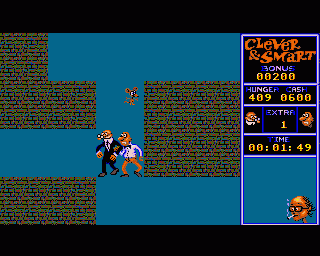 CLEVER
& SMART
BONUS
00200
HUNGER CASH
409 0600
EXTRA
1
TIME
00:01:49